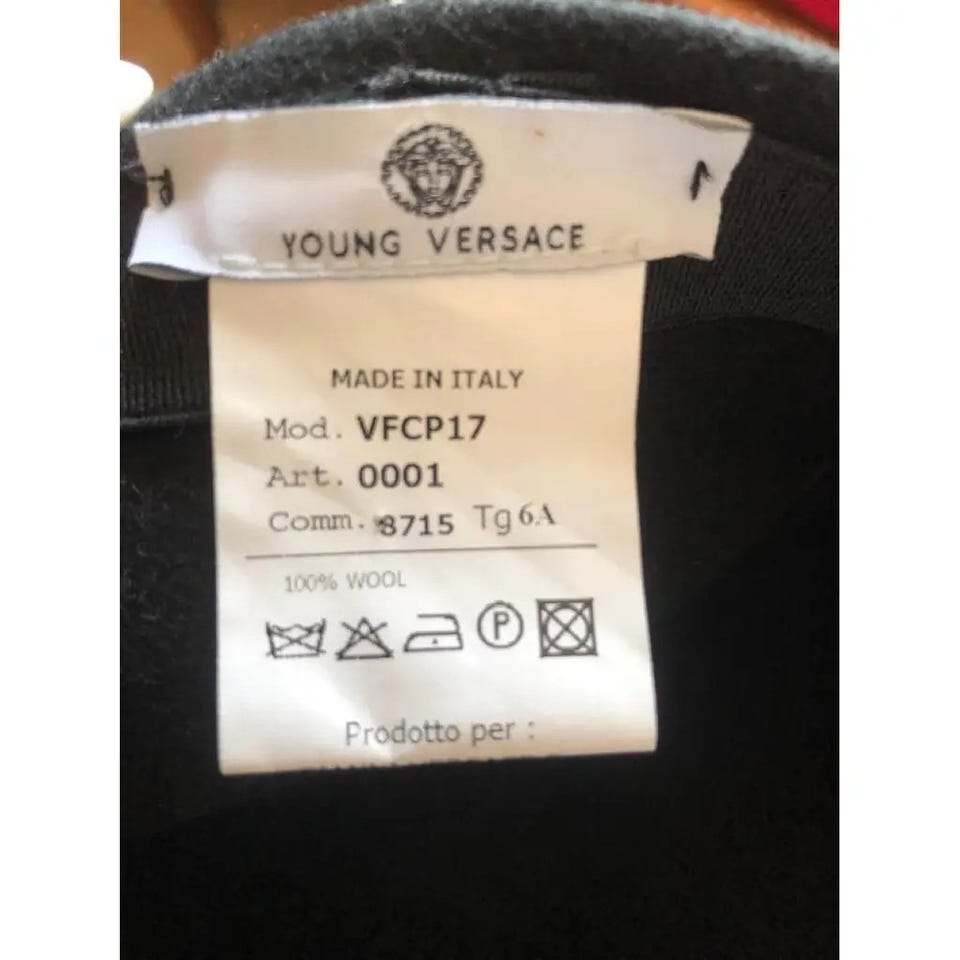 YOUNG VERSACE
MADE IN ITALY
Mod. VFCP17
Art. 0001
Comm. 8715 Tg 6A
100% WOOL
P
Prodotto per :